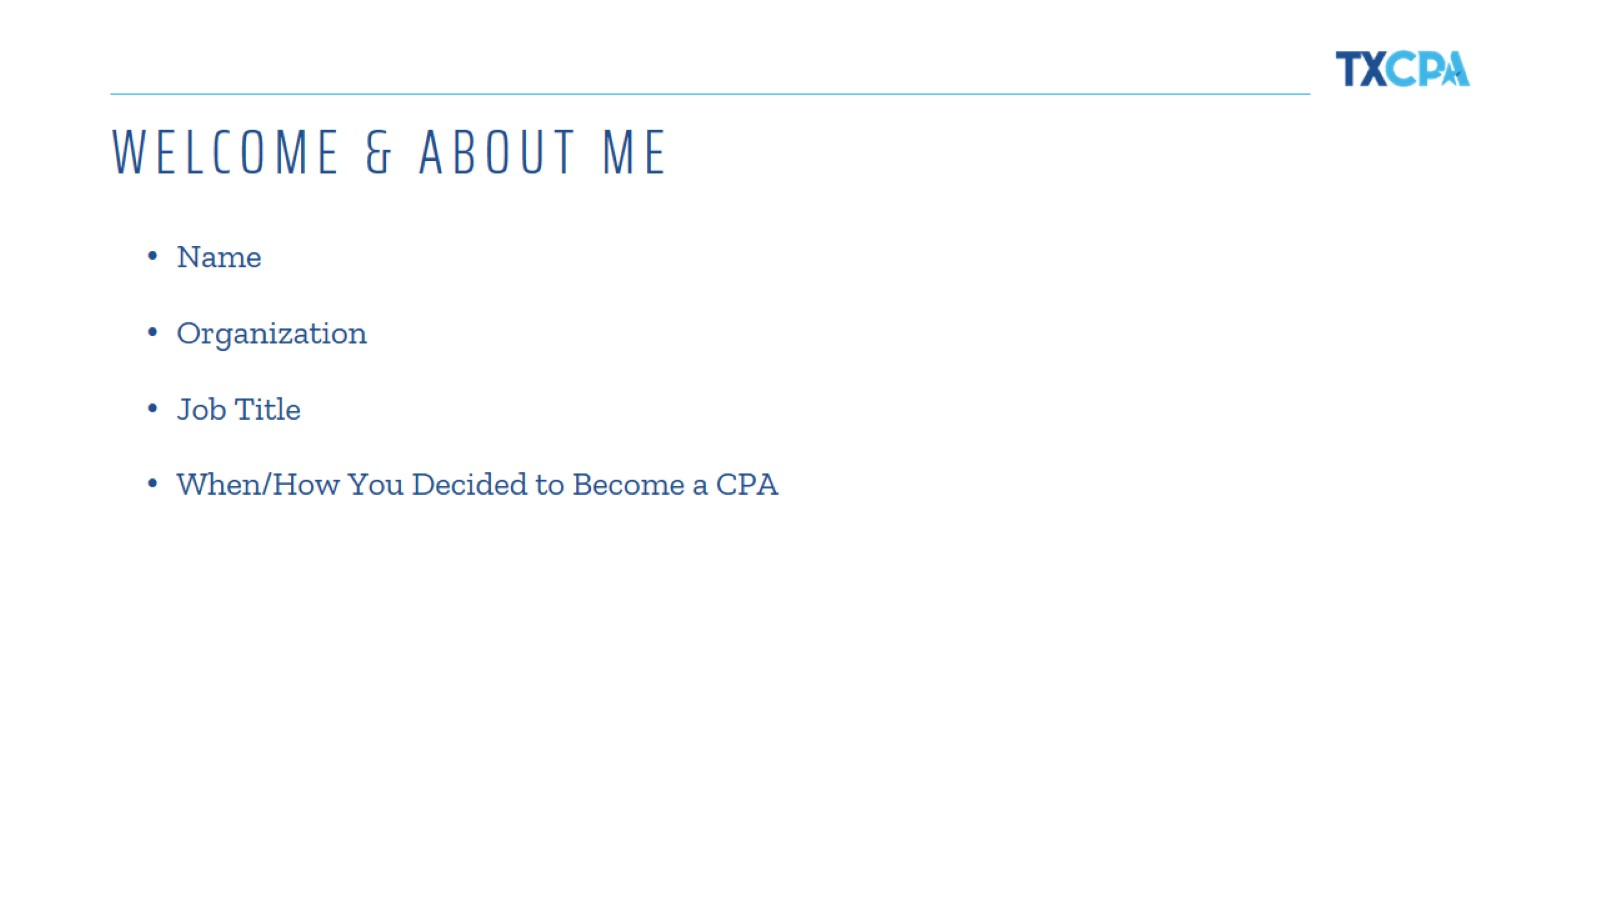 TXCPA
WELCOME & ABOUT ME
• Name
• Organization
• Job Title
• When/How You Decided to Become a CPA